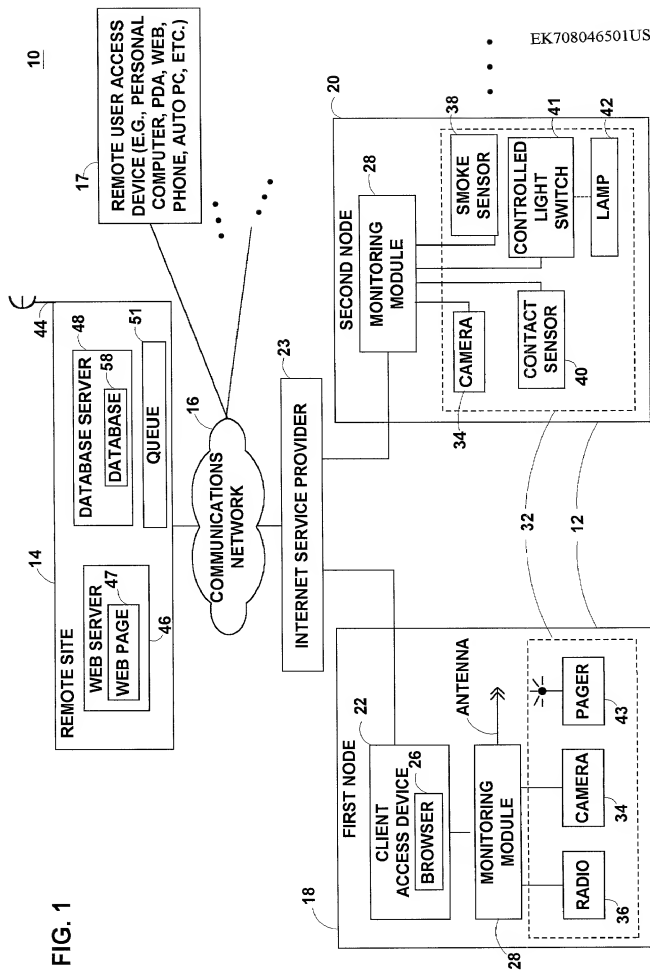 EK708046501US
FIG. 1
10
14
REMOTE SITE
WEB SERVER
WEB PAGE
47
46
DATABASE SERVER
48
DATABASE
58
QUEUE
51
44
17
REMOTE USER ACCESS
DEVICE (E.G., PERSONAL
COMPUTER, PDA, WEB,
PHONE, AUTO PC, ETC.)
16
COMMUNICATIONS
NETWORK
INTERNET SERVICE PROVIDER
23
18
FIRST NODE
22
CLIENT
ACCESS DEVICE
26
BROWSER
ANTENNA
MONITORING
MODULE
28
RADIO
36
CAMERA
34
PAGER
43
32
12
20
SECOND NODE
28
MONITORING
MODULE
CAMERA
34
SMOKE
SENSOR
38
CONTACT
SENSOR
40
CONTROLLED
LIGHT
SWITCH
41
LAMP
42